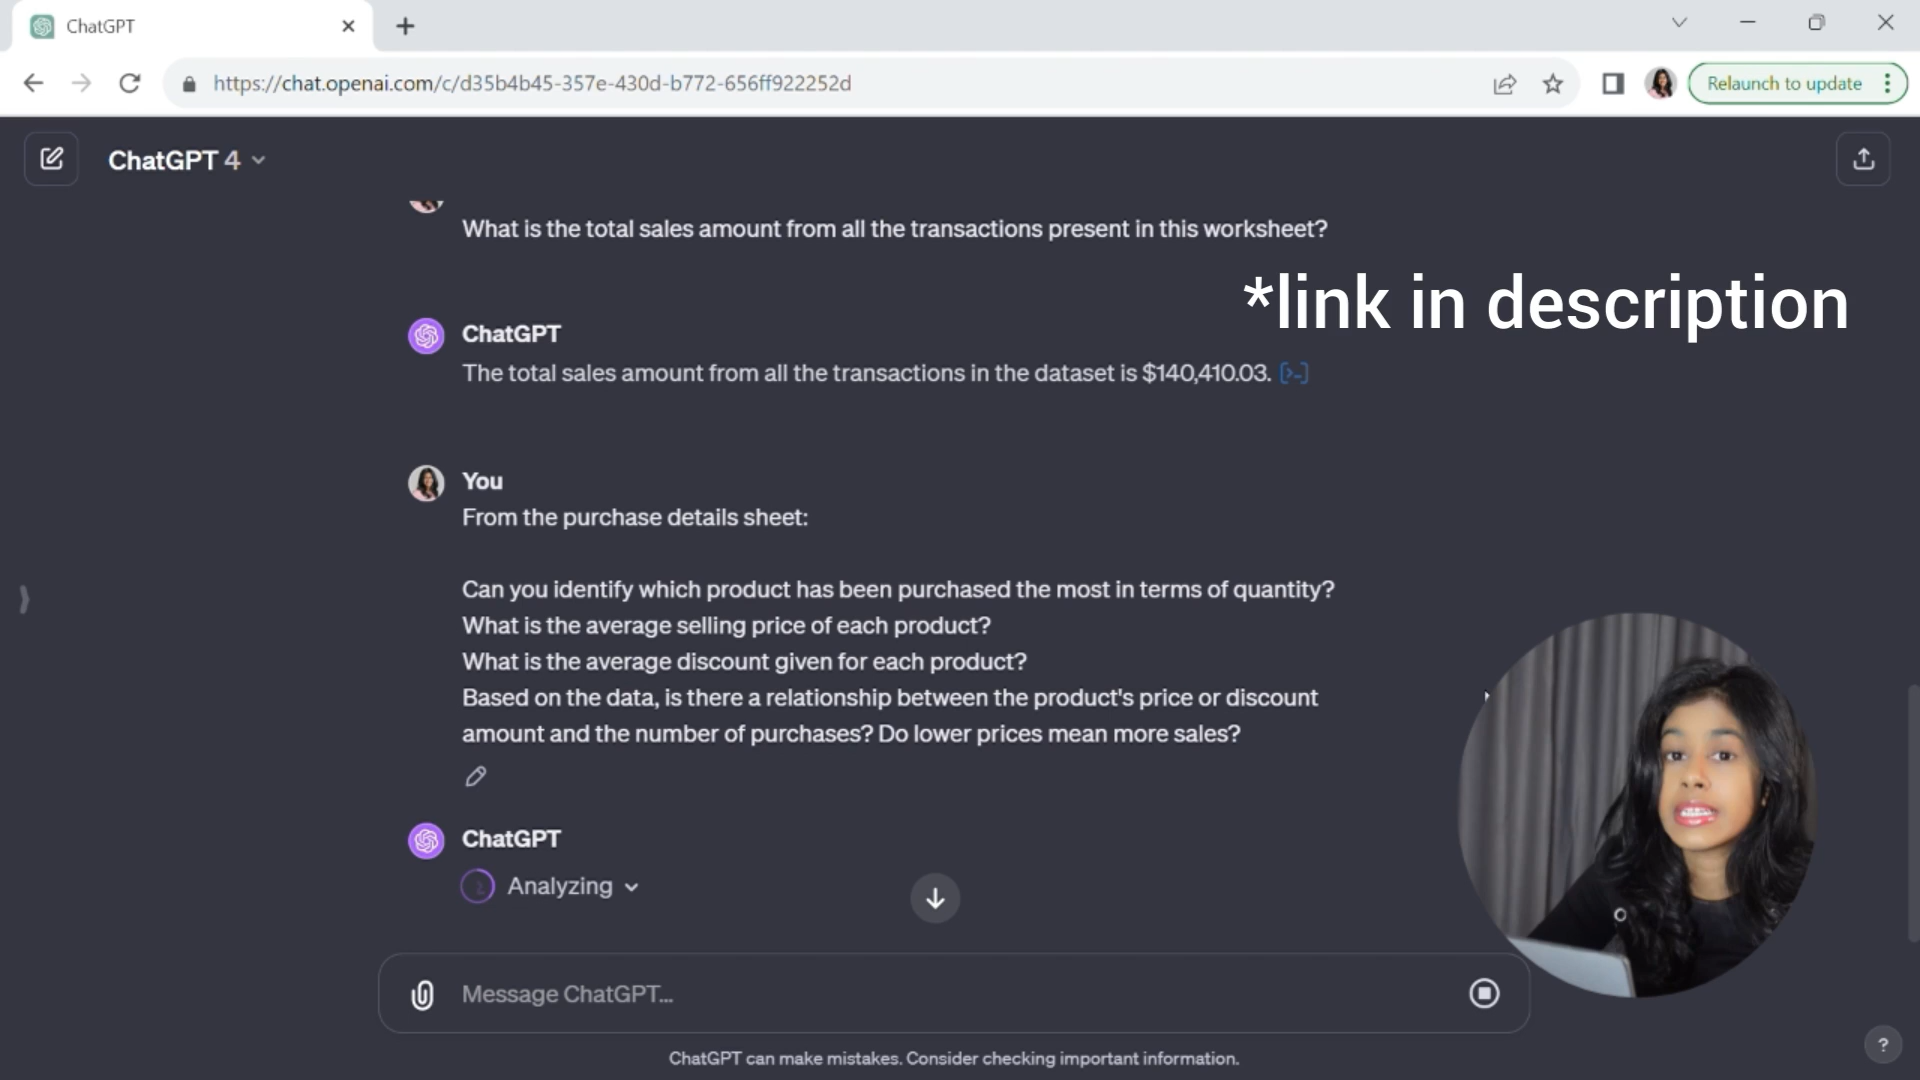 ChatGPT
https://chat.openai.com/c/d35b4b45-357e-430d-b772-656ff922252d
Relaunch to update
ChatGPT 4
What is the total sales amount from all the transactions present in this worksheet?
*link in description
ChatGPT
The total sales amount from all the transactions in the dataset is $140,410.03. [>-]
You
From the purchase details sheet:
Can you identify which product has been purchased the most in terms of quantity?
What is the average selling price of each product?
What is the average discount given for each product?
Based on the data, is there a relationship between the product's price or discount
amount and the number of purchases? Do lower prices mean more sales?
ChatGPT
Analyzing
Message ChatGPT...
ChatGPT can make mistakes. Consider checking important information.
?